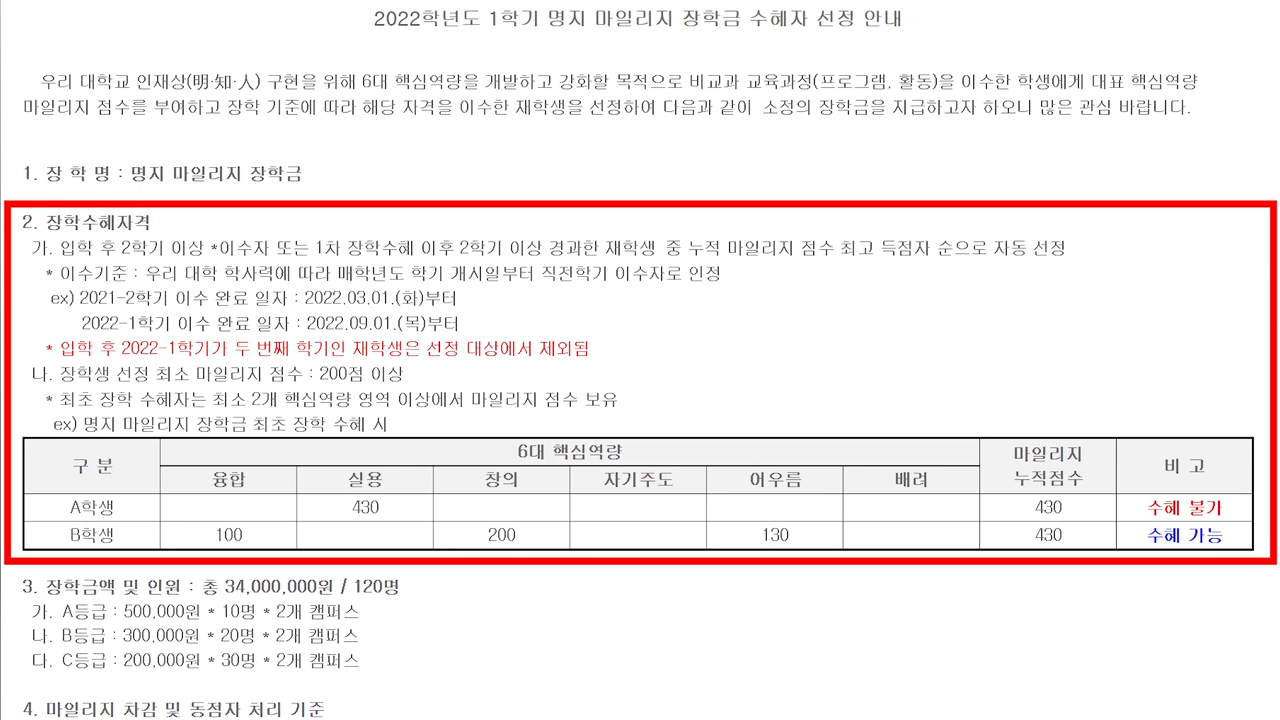 2022학년도 1학기 명지 마일리지 장학금 수혜자 선정 안내
우리 대학교 인재상(明·知·人) 구현을 위해 6대 핵심역량을 개발하고 강화할 목적으로 비교과 교육과정(프로그램, 활동)을 이수한 학생에게 대표 핵심역량
마일리지 점수를 부여하고 장학 기준에 따라 해당 자격을 이수한 재학생을 선정하여 다음과 같이 소정의 장학금을 지급하고자 하오니 많은 관심 바랍니다.
1. 장 학 명 : 명지 마일리지 장학금
2. 장학수혜자격
가. 입학 후 2학기 이상 *이수자 또는 1차 장학수혜 이후 2학기 이상 경과한 재학생 중 누적 마일리지 점수 최고 득점자 순으로 자동 선정
* 이수기준 : 우리 대학 학사력에 따라 매학년도 학기 개시일부터 직전학기 이수자로 인정
ex) 2021-2학기 이수 완료 일자 : 2022.03.01.(화)부터
2022-1학기 이수 완료 일자 : 2022.09.01.(목)부터
* 입학 후 2022-1학기가 두 번째 학기인 재학생은 선정 대상에서 제외됨
나. 장학생 선정 최소 마일리지 점수 : 200점 이상
* 최초 장학 수혜자는 최소 2개 핵심역량 영역 이상에서 마일리지 점수 보유
ex) 명지 마일리지 장학금 최초 장학 수혜 시
구 분 6대 핵심역량 마일리지 누적점수 비 고
융합 실용 창의 자기주도 어우름 배려
A학생 430 430 수혜 불가
B학생 100 200 130 430 수혜 가능
3. 장학금액 및 인원 : 총 34,000,000원 / 120명
가. A등급 : 500,000원 * 10명 * 2개 캠퍼스
나. B등급 : 300,000원 * 20명 * 2개 캠퍼스
다. C등급 : 200,000원 * 30명 * 2개 캠퍼스
4. 마일리지 차감 및 동점자 처리 기준